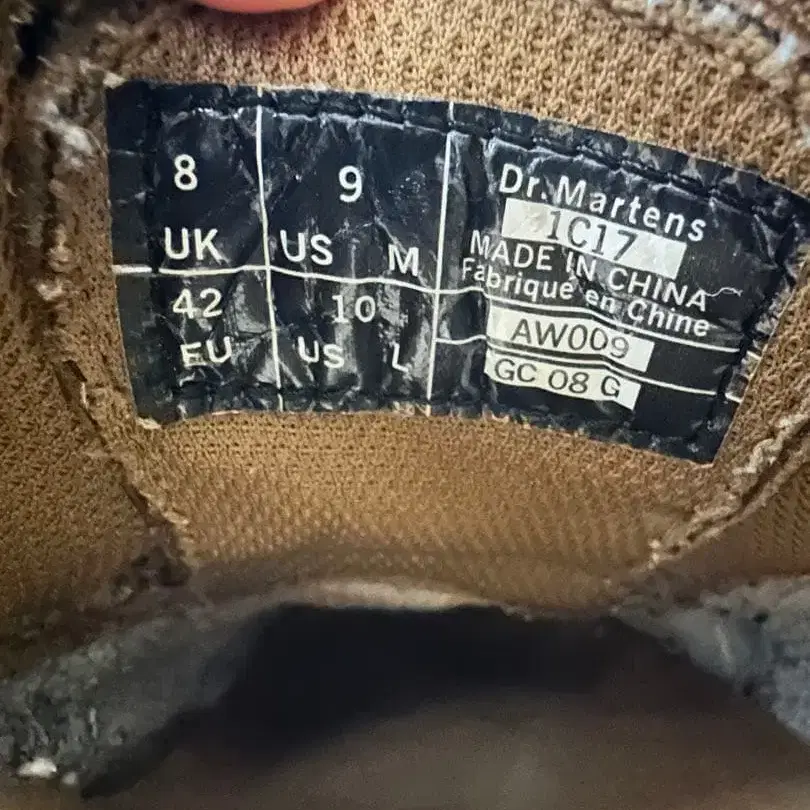 8
UK
9
US M
42
EU
10
US L
Dr. Martens
1C17
MADE IN CHINA
Fabriqué en Chine
AW009
GC 08 G